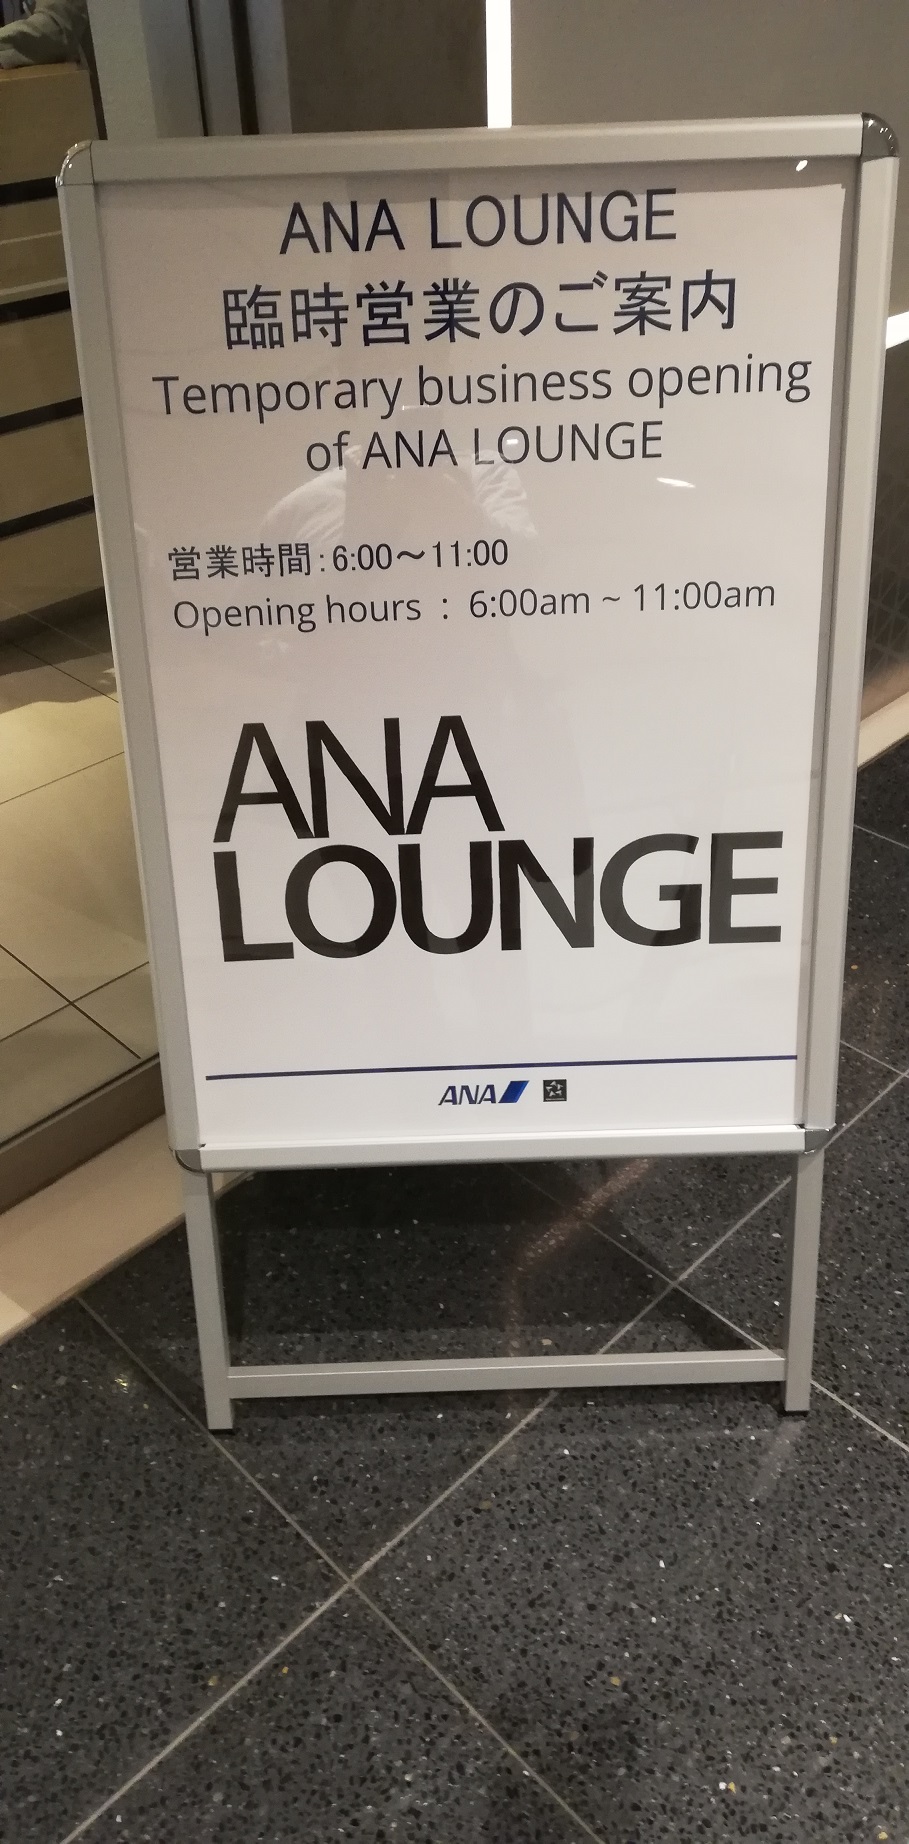 ANA LOUNGE
臨時営業のご案内
Temporary business opening
of ANA LOUNGE
営業時間:6:00～11:00
Opening hours : 6:00am ~ 11:00am
ANA
LOUNGE
ANA